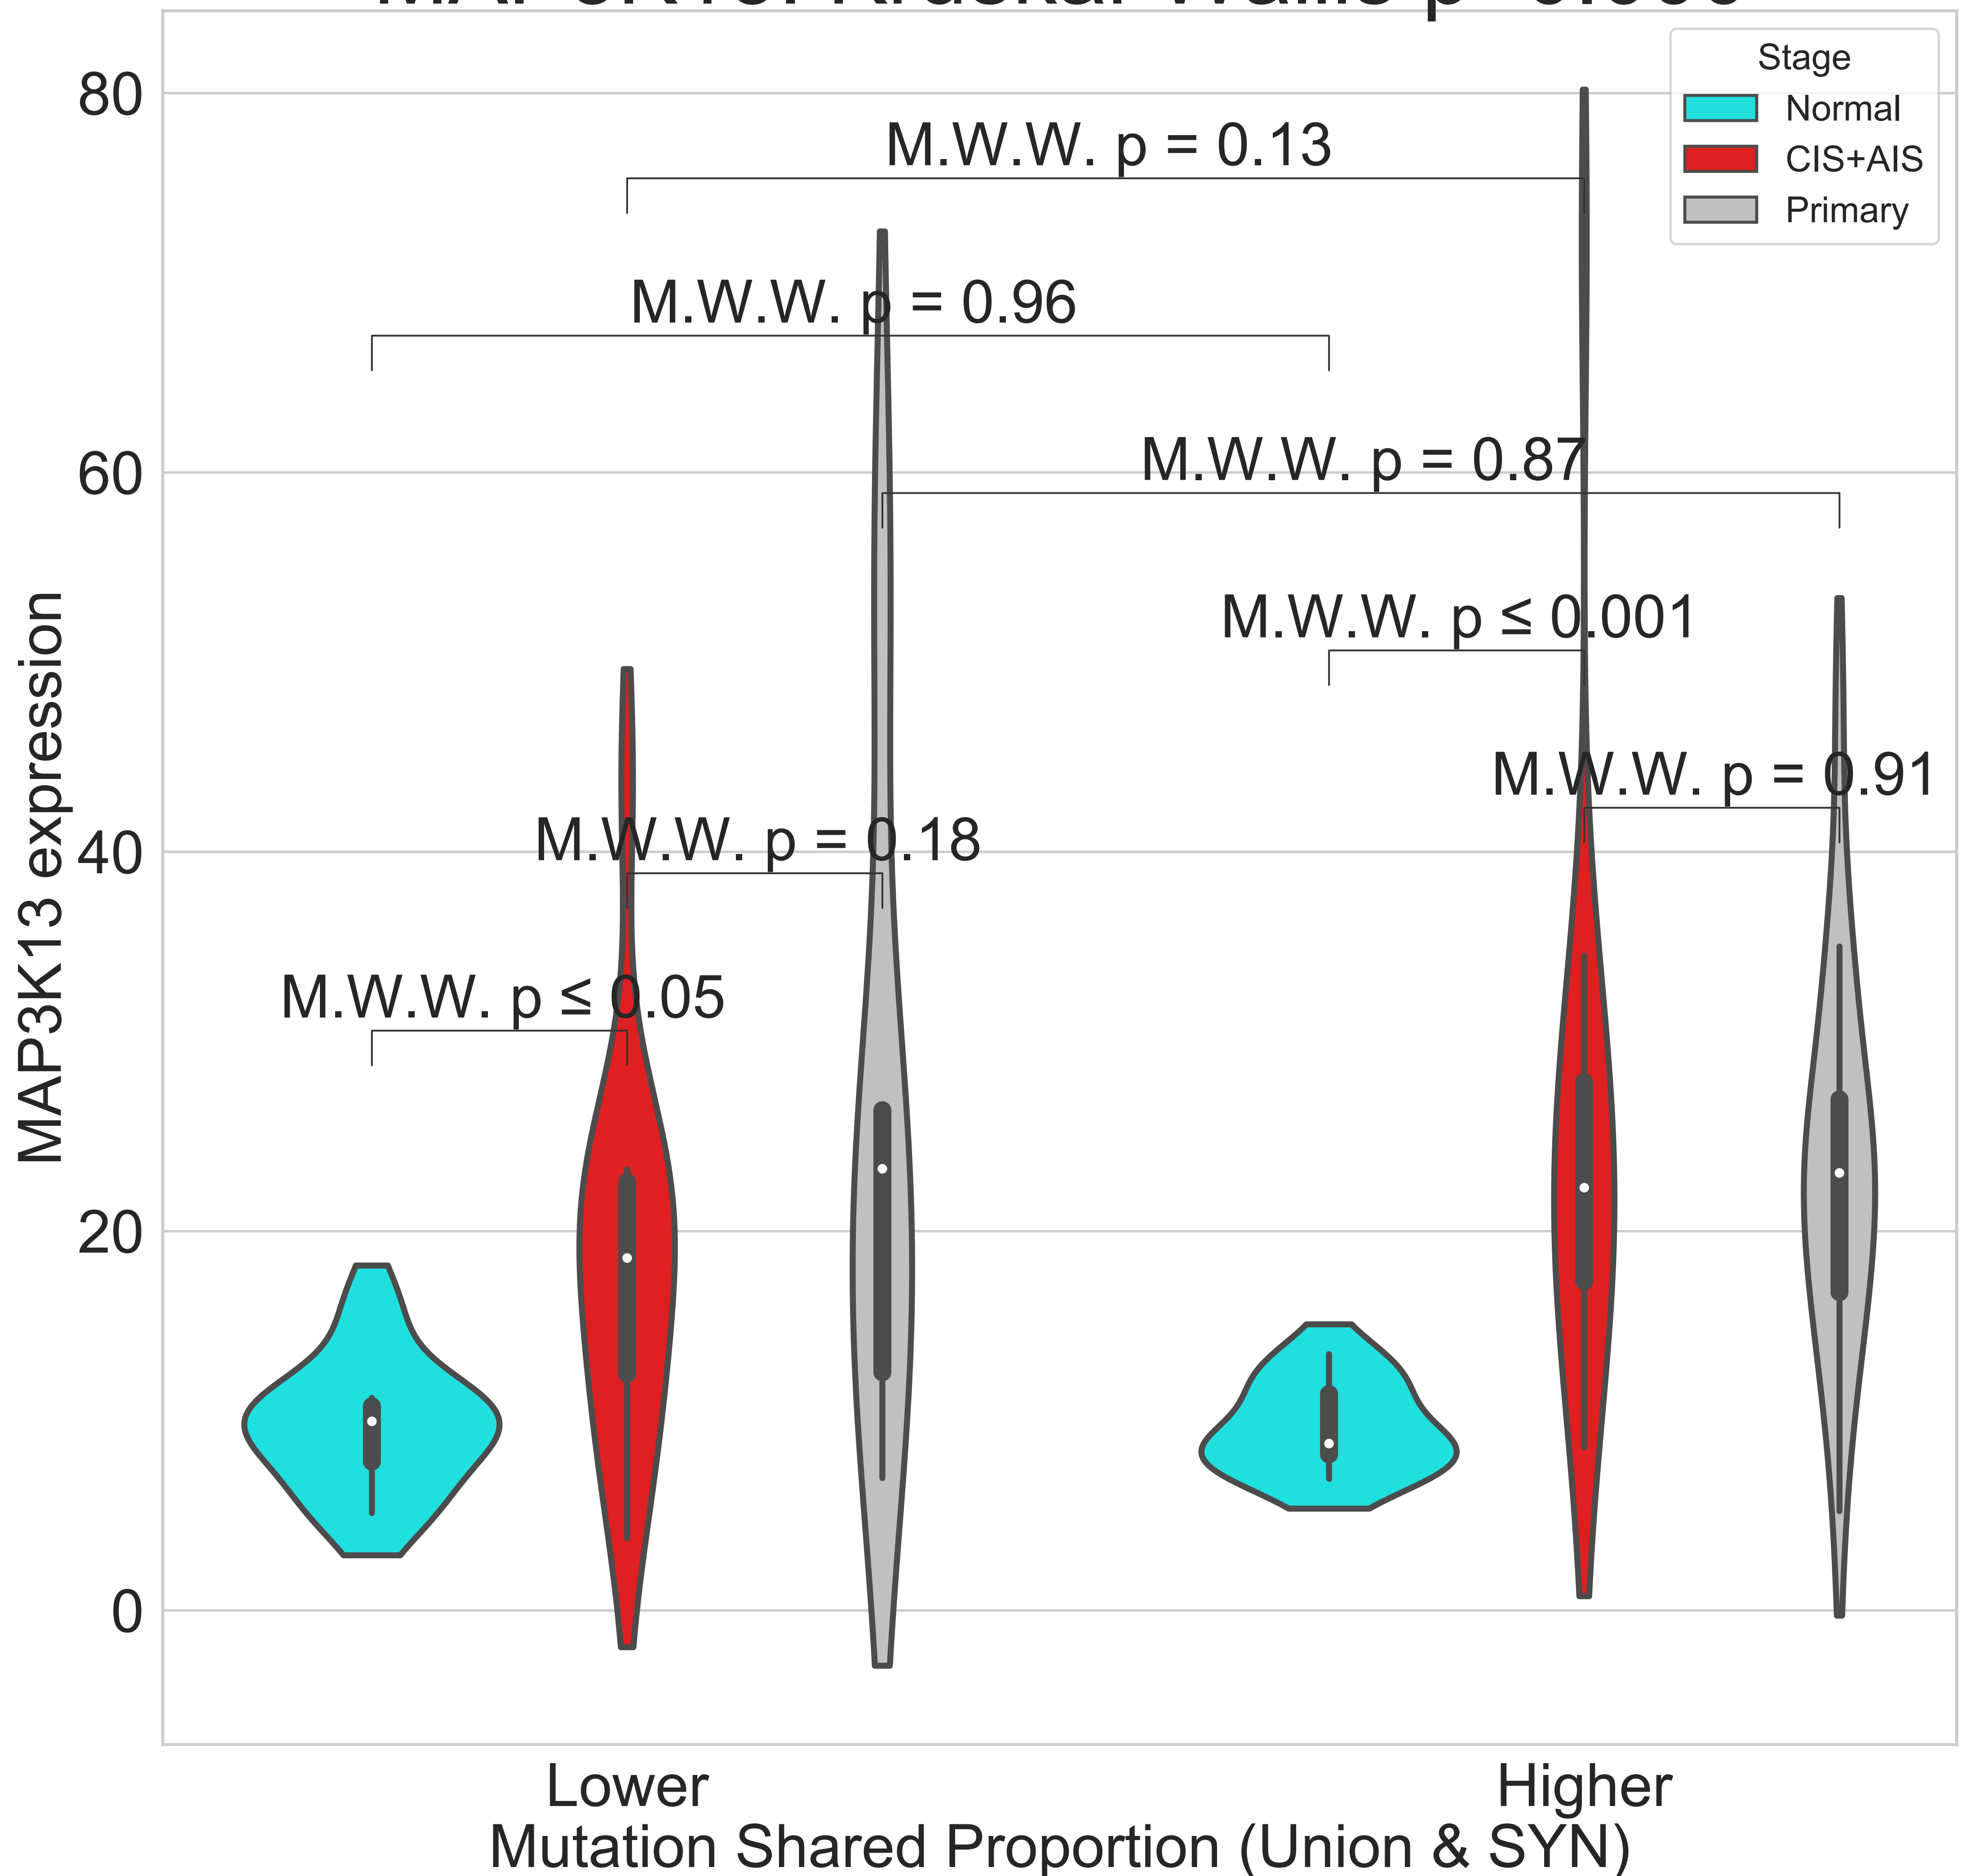 Stage
Normal
CIS+AIS
Primary
80
60
40
20
0
MAP3K13 expression
M.W.W. p = 0.13
M.W.W. p = 0.96
M.W.W. p = 0.87
M.W.W. p ≤ 0.001
M.W.W. p = 0.91
M.W.W. p = 0.18
M.W.W. p ≤ 0.05
Lower
Higher
Mutation Shared Proportion (Union & SYN)